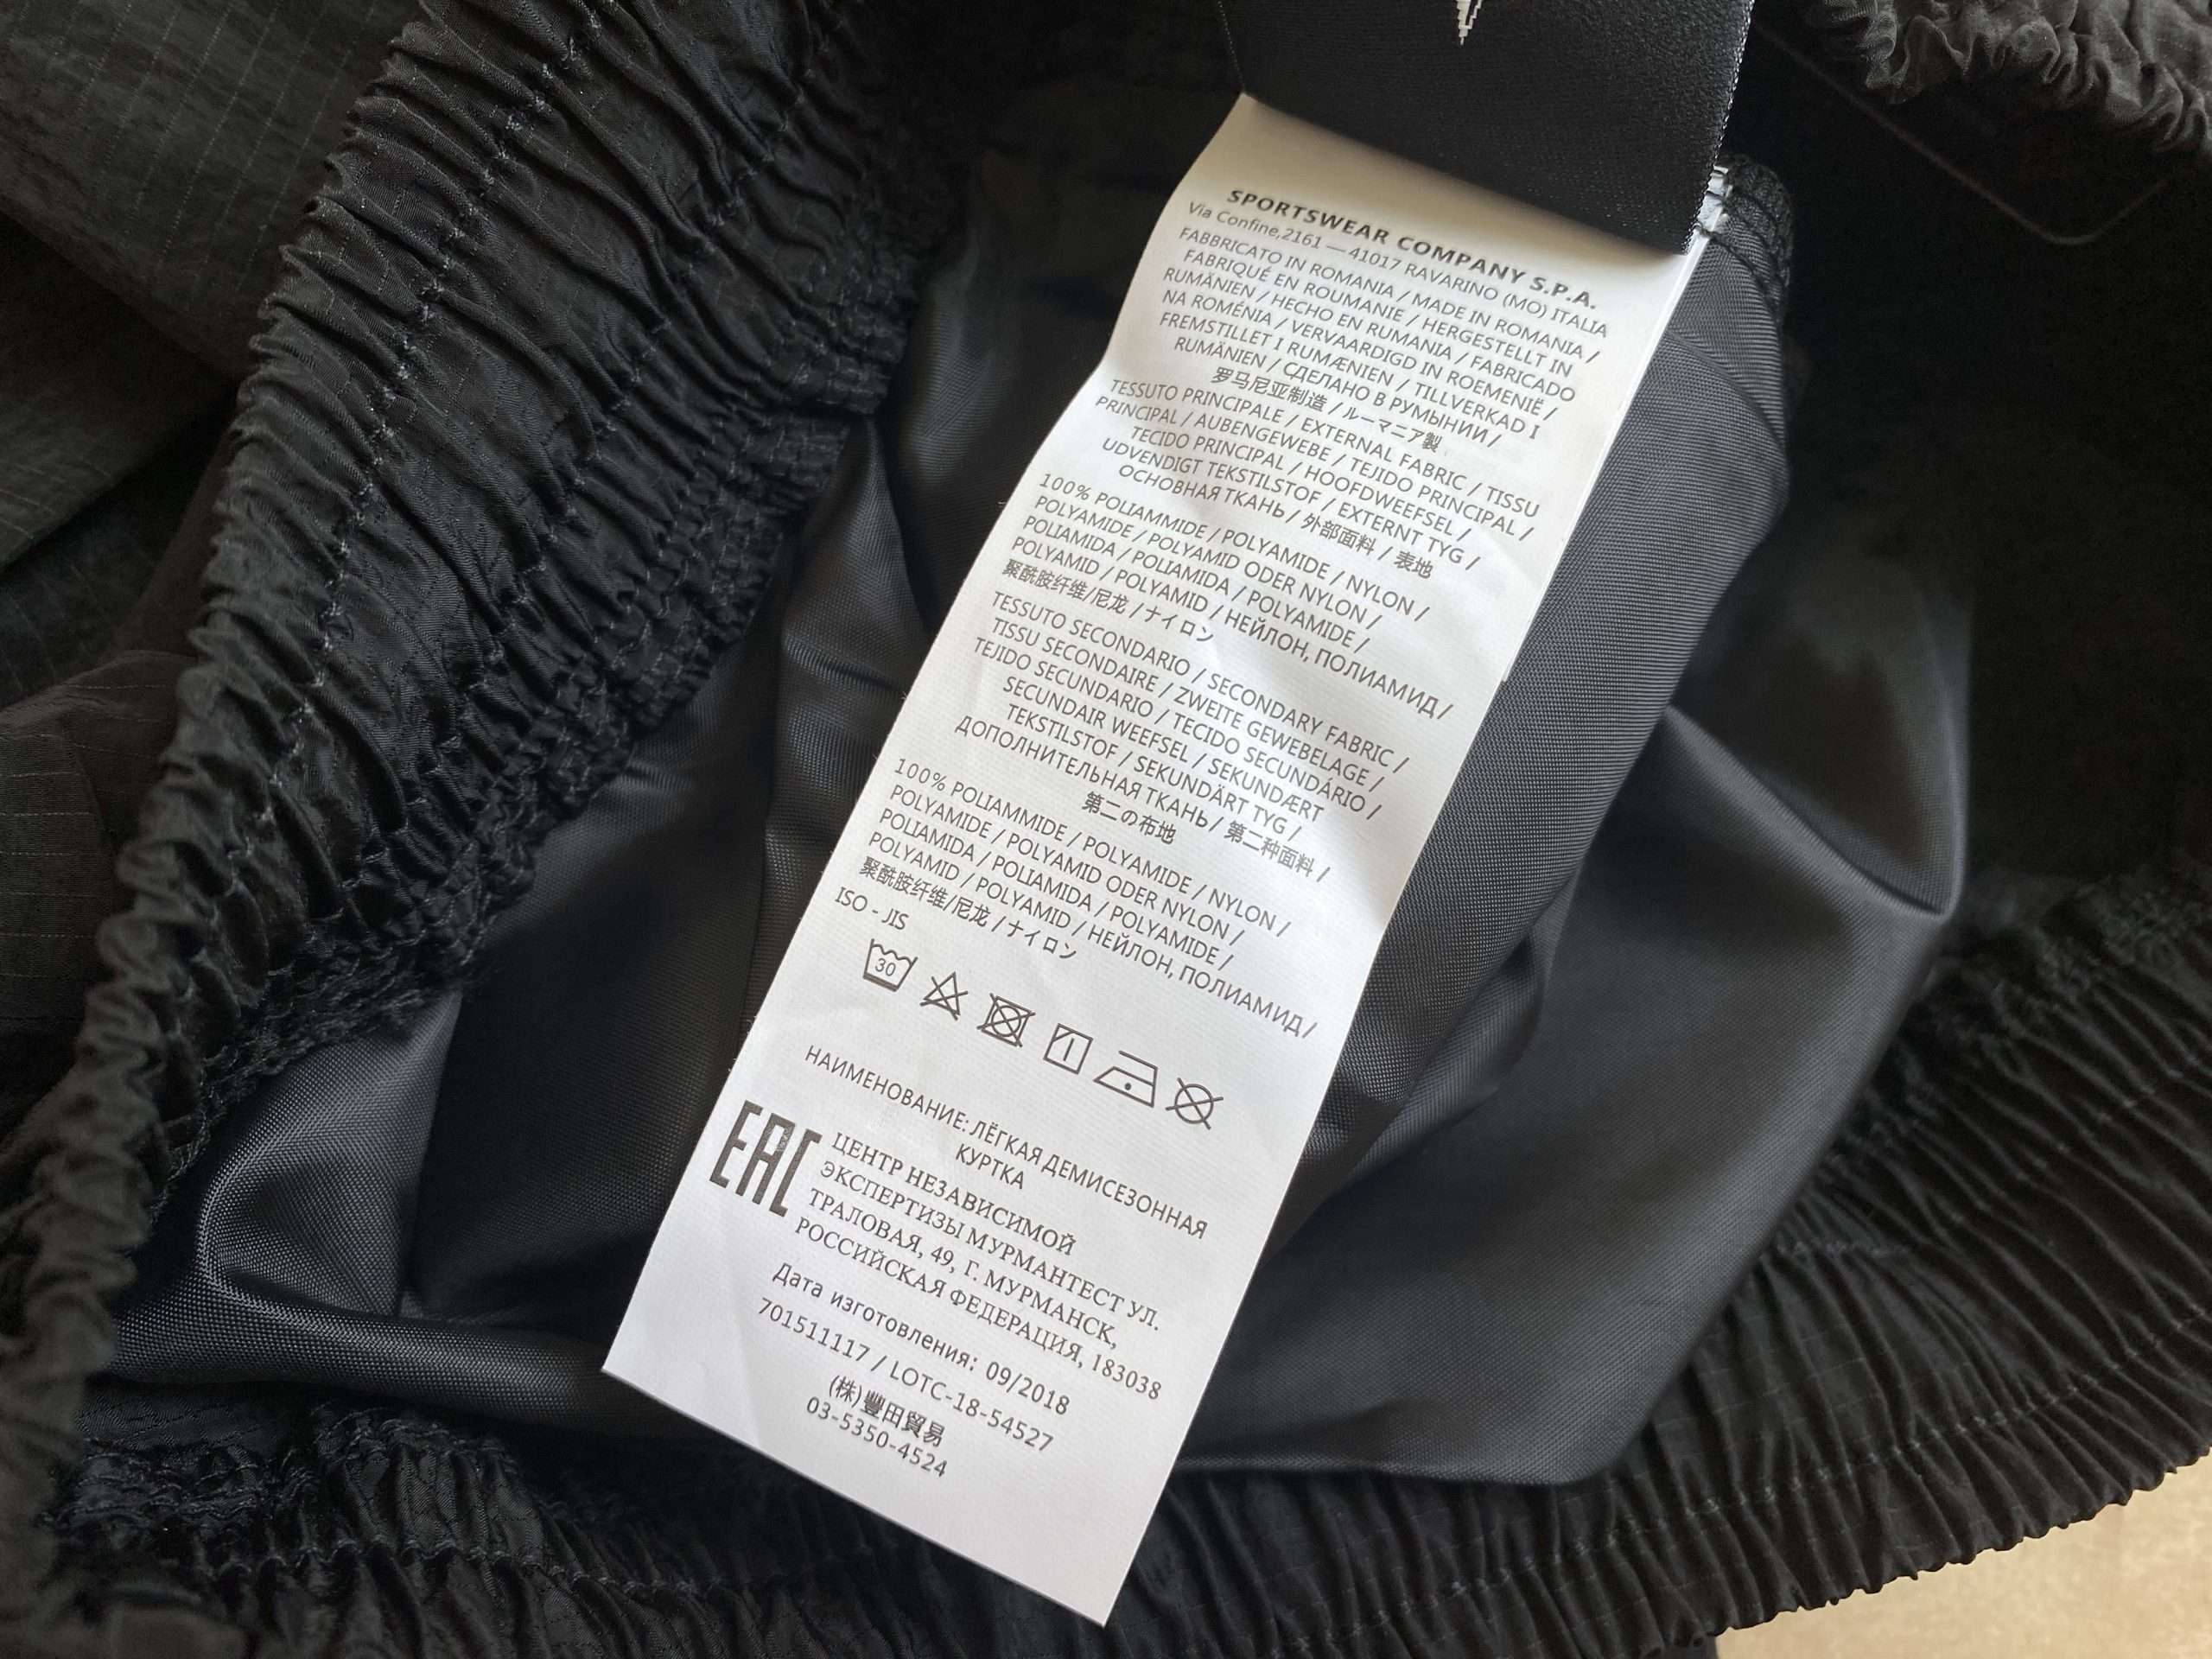 SPORTSWEAR COMPANY S.P.A.
Via Confine,2161 — 41017 RAVARINO (MO) ITALIA
FABBRICATO IN ROMANIA / MADE IN ROMANIA /
FABRIQUÉ EN ROUMANIE / HERGESTELLT IN
RUMÄNIEN / HECHO EN RUMANIA / FABRICADO
NA ROMÉNIA / VERVAARDIGD IN ROEMENIË /
FREMSTILLET I RUMÆNIEN / TILLVERKAD I
RUMÄNIEN / СДЕЛАНО В РУМЫНИИ /
罗马尼亚制造 / ルーマニア製
TESSUTO PRINCIPALE / EXTERNAL FABRIC / TISSU
PRINCIPAL / AUBENGEWEBE / TEJIDO PRINCIPAL /
TECIDO PRINCIPAL / HOOFDWEEFSEL /
UDVENDIGT TEKSTILSTOF / EXTERNT TYG /
ОСНОВНАЯ ТКАНЬ / 外部面料 / 表地
100% POLIAMMIDE / POLYAMIDE / NYLON /
POLYAMIDE / POLYAMID ODER NYLON /
POLIAMIDA / POLIAMIDA / POLYAMIDE /
POLYAMID / POLYAMID / НЕЙЛОН, ПОЛИАМИД/
聚酰胺纤维/尼龙 / ナイロン
TESSUTO SECONDARIO / SECONDARY FABRIC /
TISSU SECONDAIRE / ZWEITE GEWEBELAGE /
TEJIDO SECUNDARIO / TECIDO SECUNDÁRIO /
SECUNDAIR WEEFSEL / SEKUNDÆRT
TEKSTILSTOF / SEKUNDÄRT TYG /
ДОПОЛНИТЕЛЬНАЯ ТКАНЬ / 第二种面料 /
第二の布地
100% POLIAMMIDE / POLYAMIDE / NYLON /
POLYAMIDE / POLYAMID ODER NYLON /
POLIAMIDA / POLIAMIDA / POLYAMIDE /
POLYAMID / POLYAMID / НЕЙЛОН, ПОЛИАМИД/
聚酰胺纤维/尼龙 / ナイロン
ISO - JIS
30
НАИМЕНОВАНИЕ: ЛЁГКАЯ ДЕМИСЕЗОННАЯ
КУРТКА
EAC
ЦЕНТР НЕЗАВИСИМОЙ
ЭКСПЕРТИЗЫ МУРМАНТЕСТ УЛ.
ТРАЛОВАЯ, 49, Г. МУРМАНСК,
РОССИЙСКАЯ ФЕДЕРАЦИЯ, 183038
Дата изготовления: 09/2018
701511117 / LOTC-18-54527
(株)豐田貿易
03-5350-4524